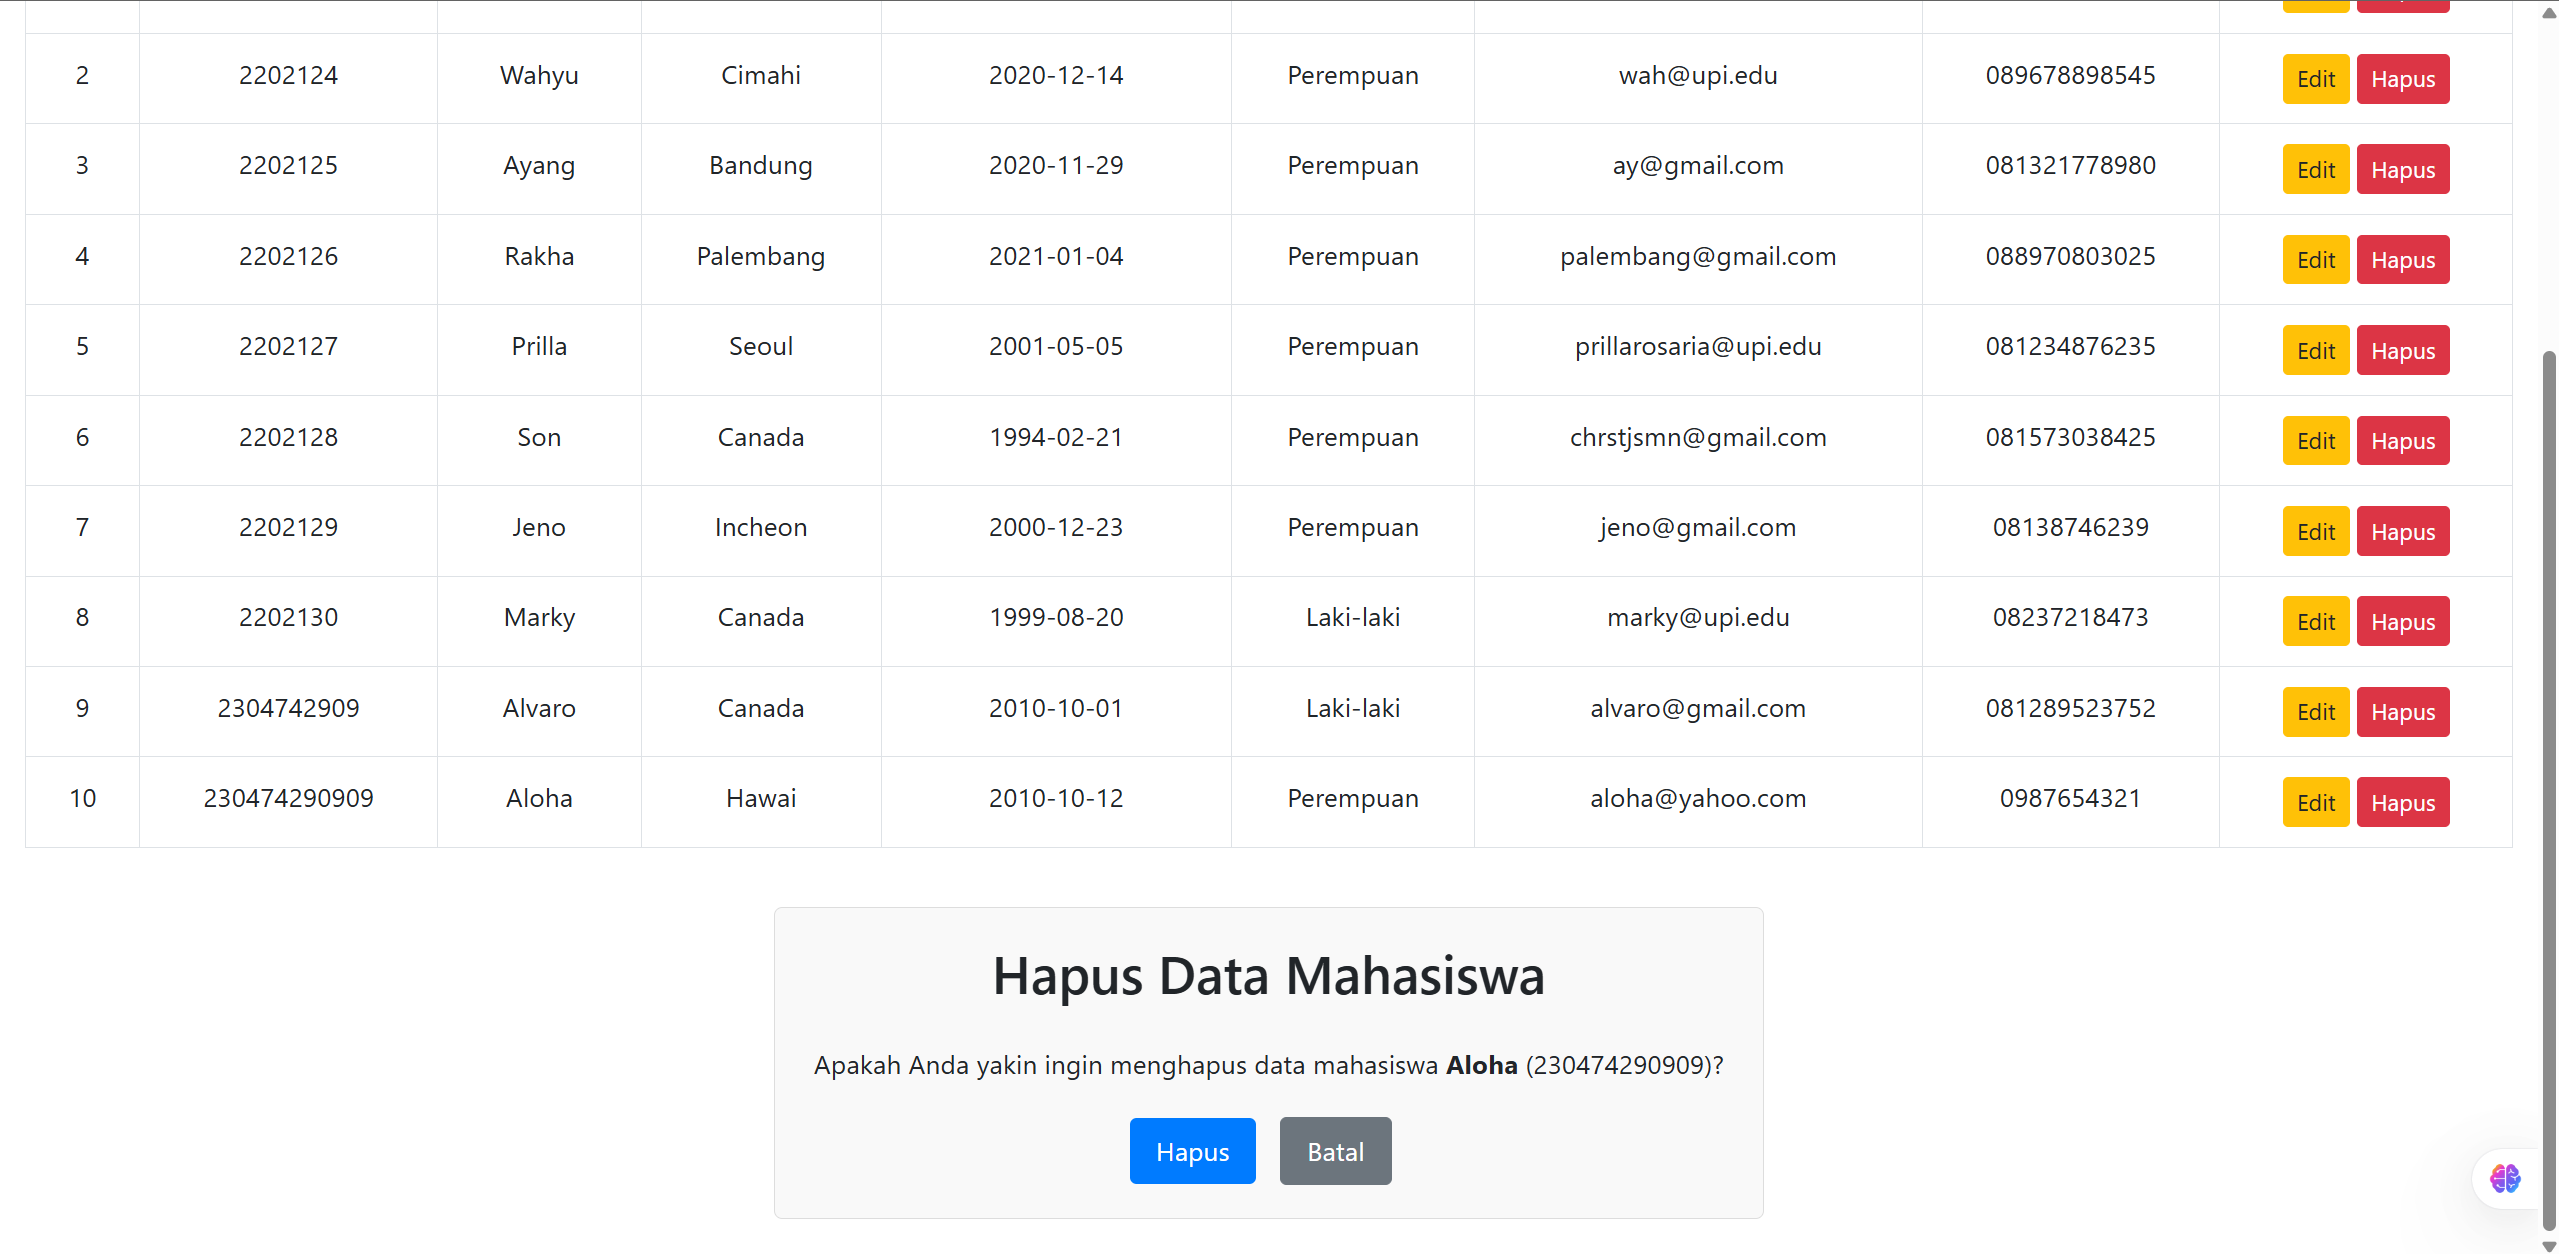 2 2202124 Wahyu Cimahi 2020-12-14 Perempuan wah@upi.edu 089678898545 Edit Hapus
3 2202125 Ayang Bandung 2020-11-29 Perempuan ay@gmail.com 081321778980 Edit Hapus
4 2202126 Rakha Palembang 2021-01-04 Perempuan palembang@gmail.com 088970803025 Edit Hapus
5 2202127 Prilla Seoul 2001-05-05 Perempuan prillarosaria@upi.edu 081234876235 Edit Hapus
6 2202128 Son Canada 1994-02-21 Perempuan chrstjsmn@gmail.com 081573038425 Edit Hapus
7 2202129 Jeno Incheon 2000-12-23 Perempuan jeno@gmail.com 08138746239 Edit Hapus
8 2202130 Marky Canada 1999-08-20 Laki-laki marky@upi.edu 08237218473 Edit Hapus
9 2304742909 Alvaro Canada 2010-10-01 Laki-laki alvaro@gmail.com 081289523752 Edit Hapus
10 230474290909 Aloha Hawai 2010-10-12 Perempuan aloha@yahoo.com 0987654321 Edit Hapus
Hapus Data Mahasiswa
Apakah Anda yakin ingin menghapus data mahasiswa Aloha (230474290909)?
Hapus Batal